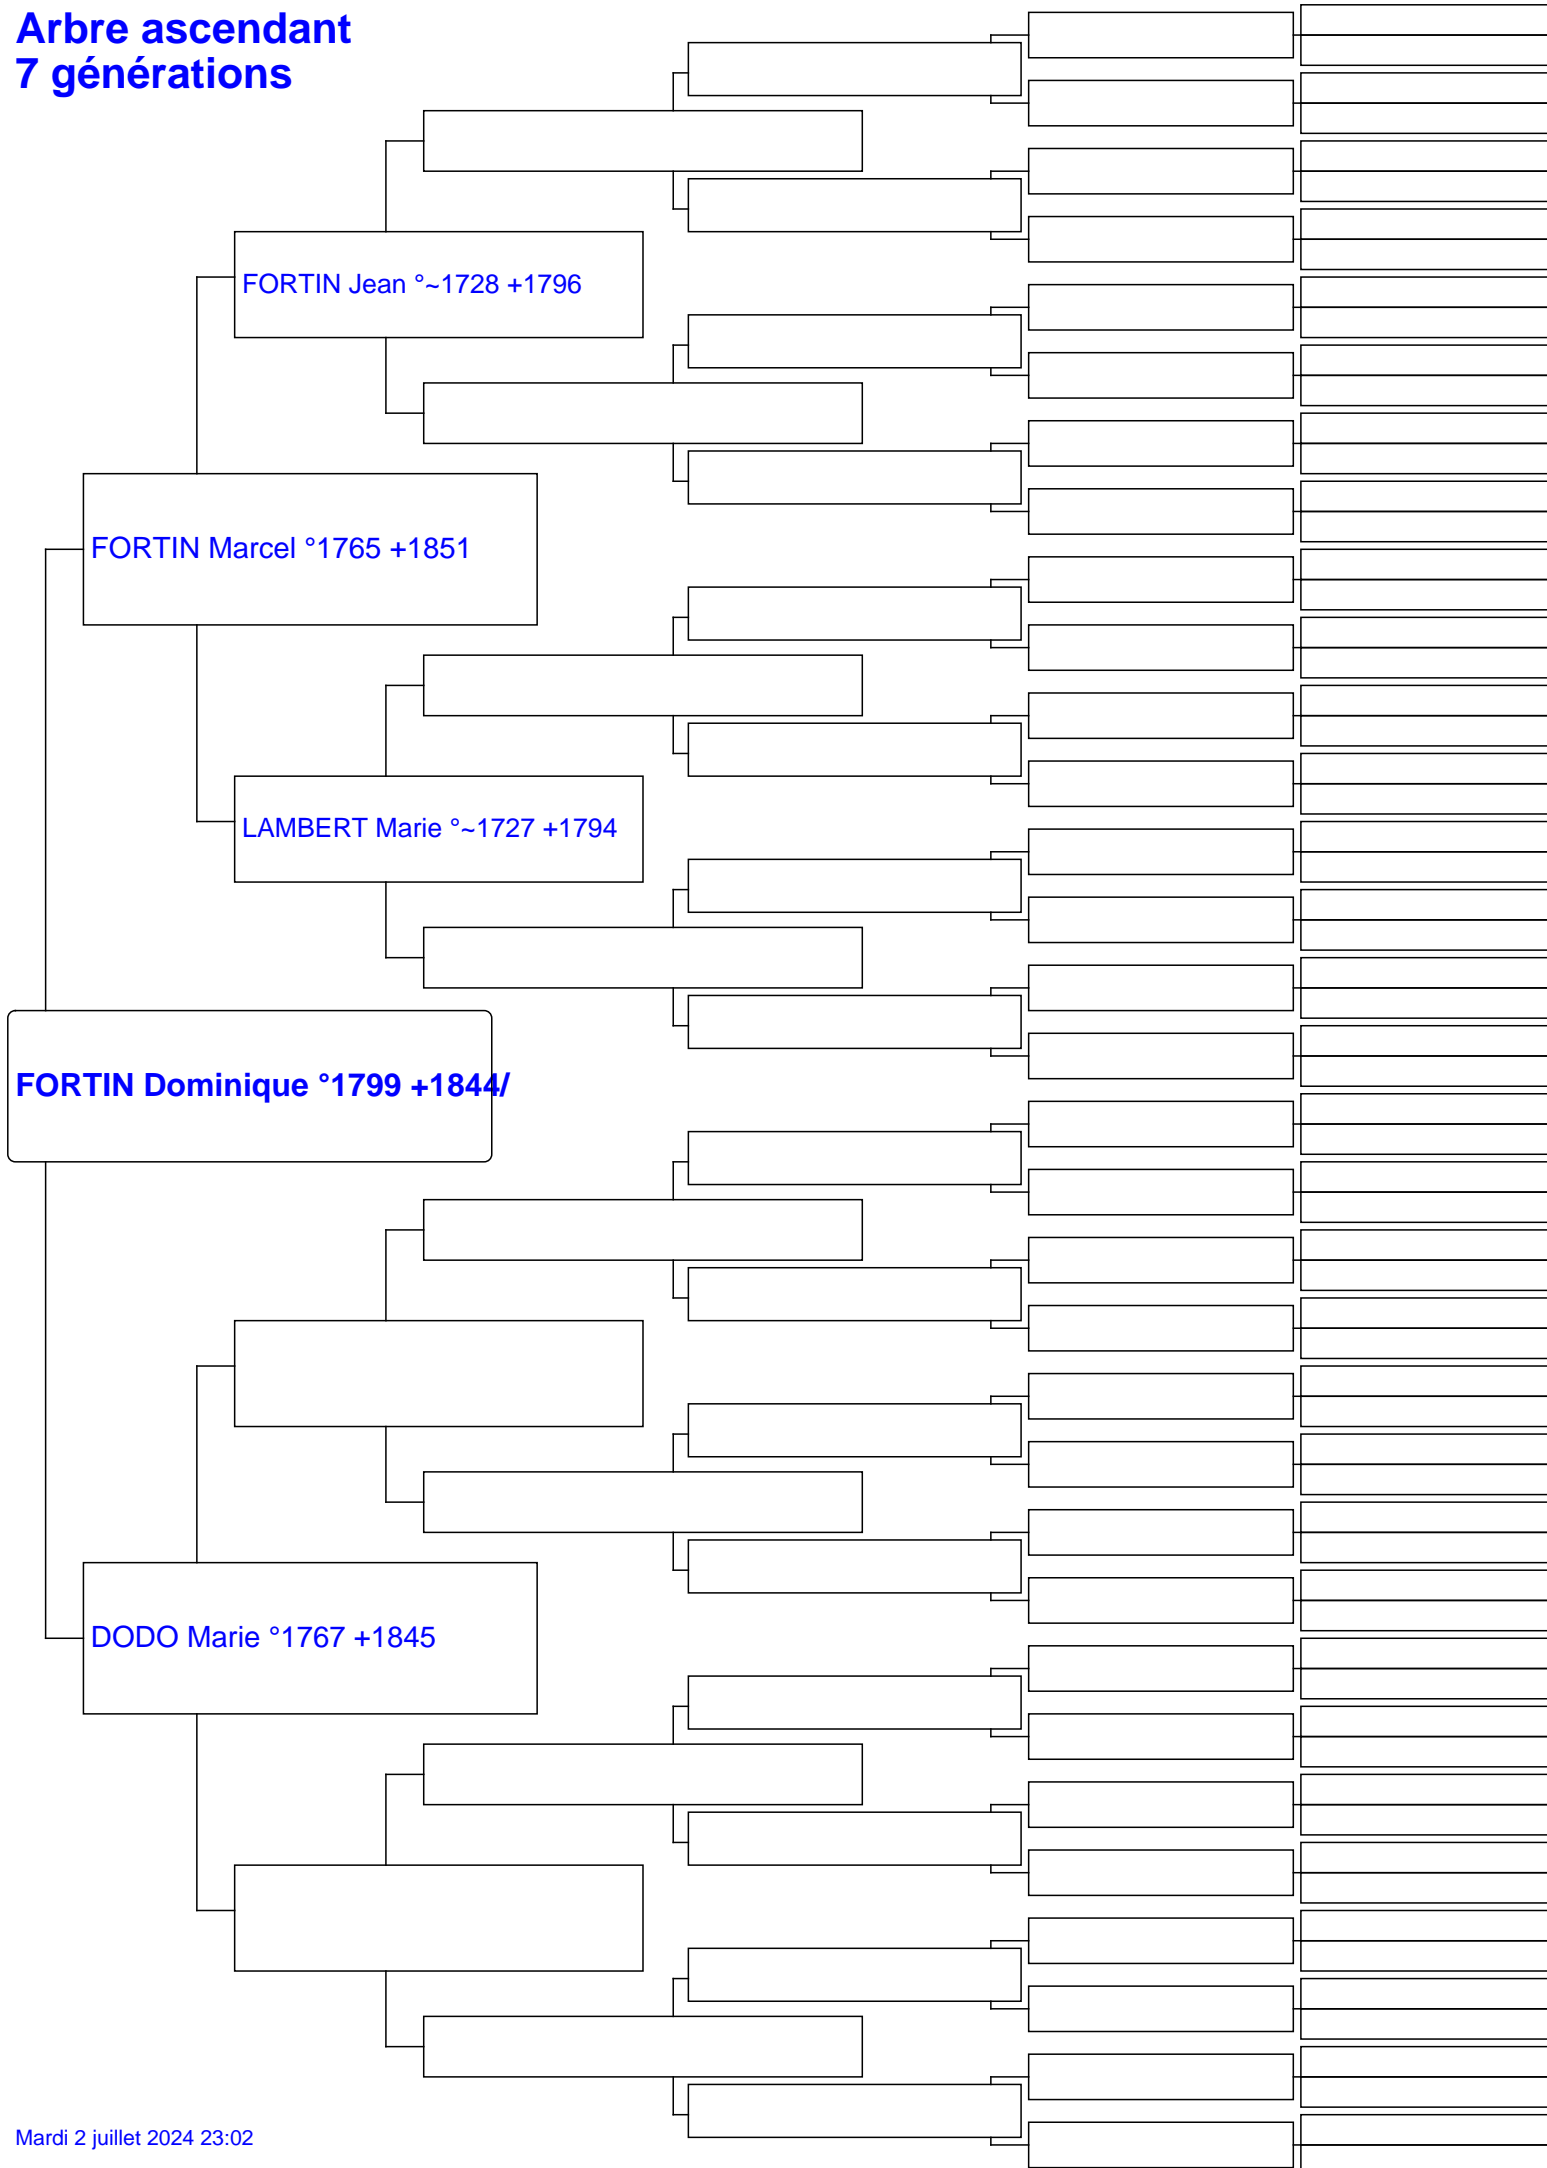 Arbre ascendant
7 générations
FORTIN Jean °~1728 +1796
FORTIN Marcel °1765 +1851
LAMBERT Marie °~1727 +1794
FORTIN Dominique °1799 +1844/
DODO Marie °1767 +1845
Mardi 2 juillet 2024 23:02